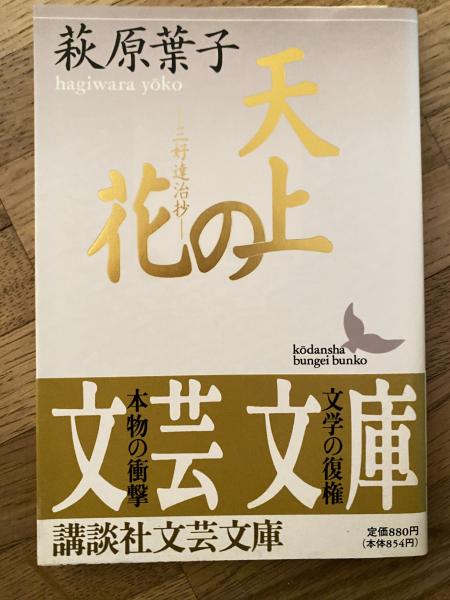 萩原葉子
hagiwara yōko
天上の花
—三好達治抄—
kōdansha
bungei bunko
文芸文庫
文学の復権
本物の衝撃
講談社文芸文庫
定価880円
(本体854円)